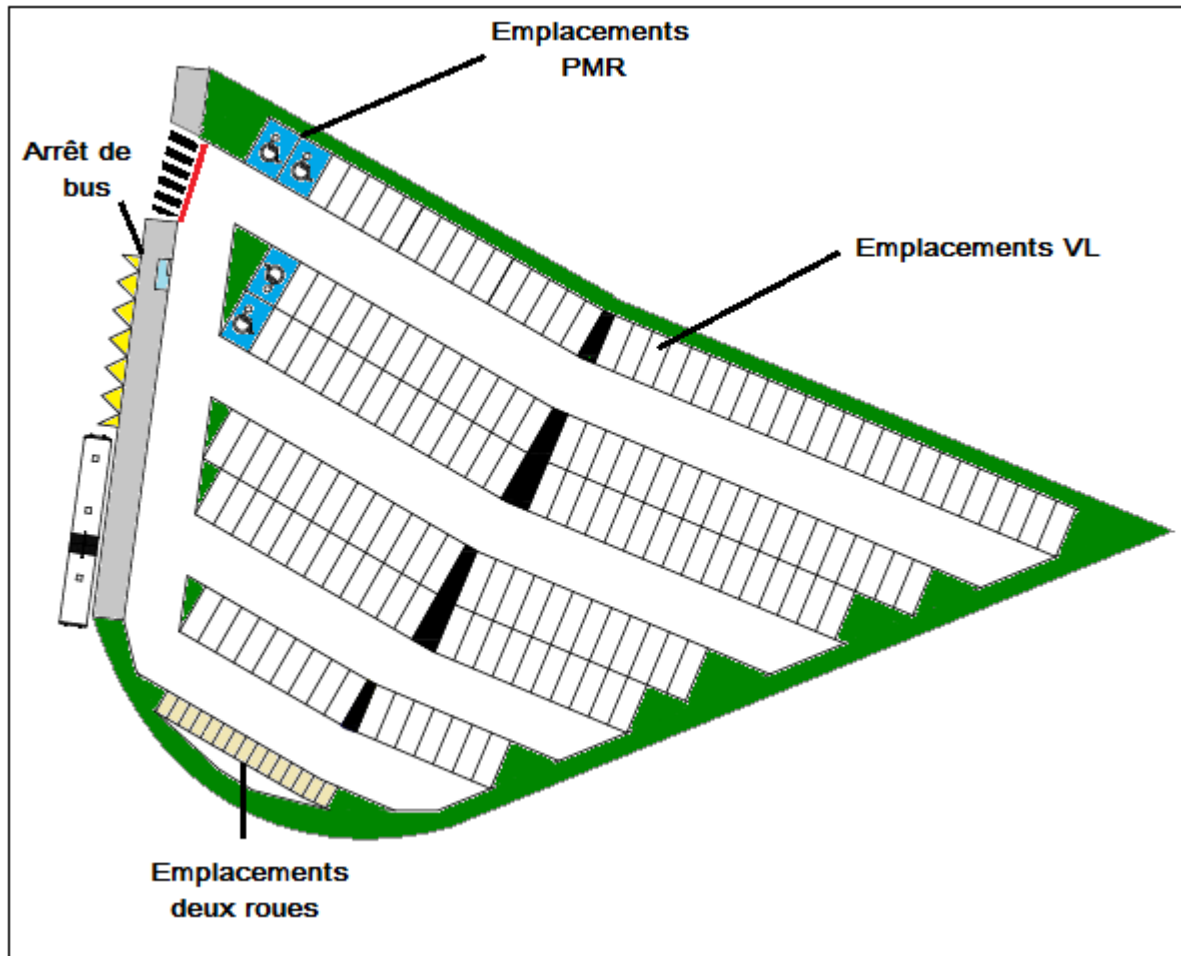 Emplacements
PMR
Arrêt de
bus
Emplacements VL
Emplacements
deux roues